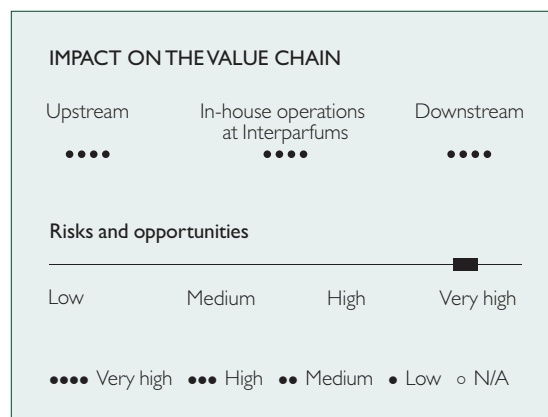 IMPACT ON THE VALUE CHAIN
Upstream In-house operations Downstream
at Interparfums
●●●● ●●●● ●●●●
Risks and opportunities
Low Medium High Very high
●●●● Very high ●●● High ●● Medium ● Low ○ N/A